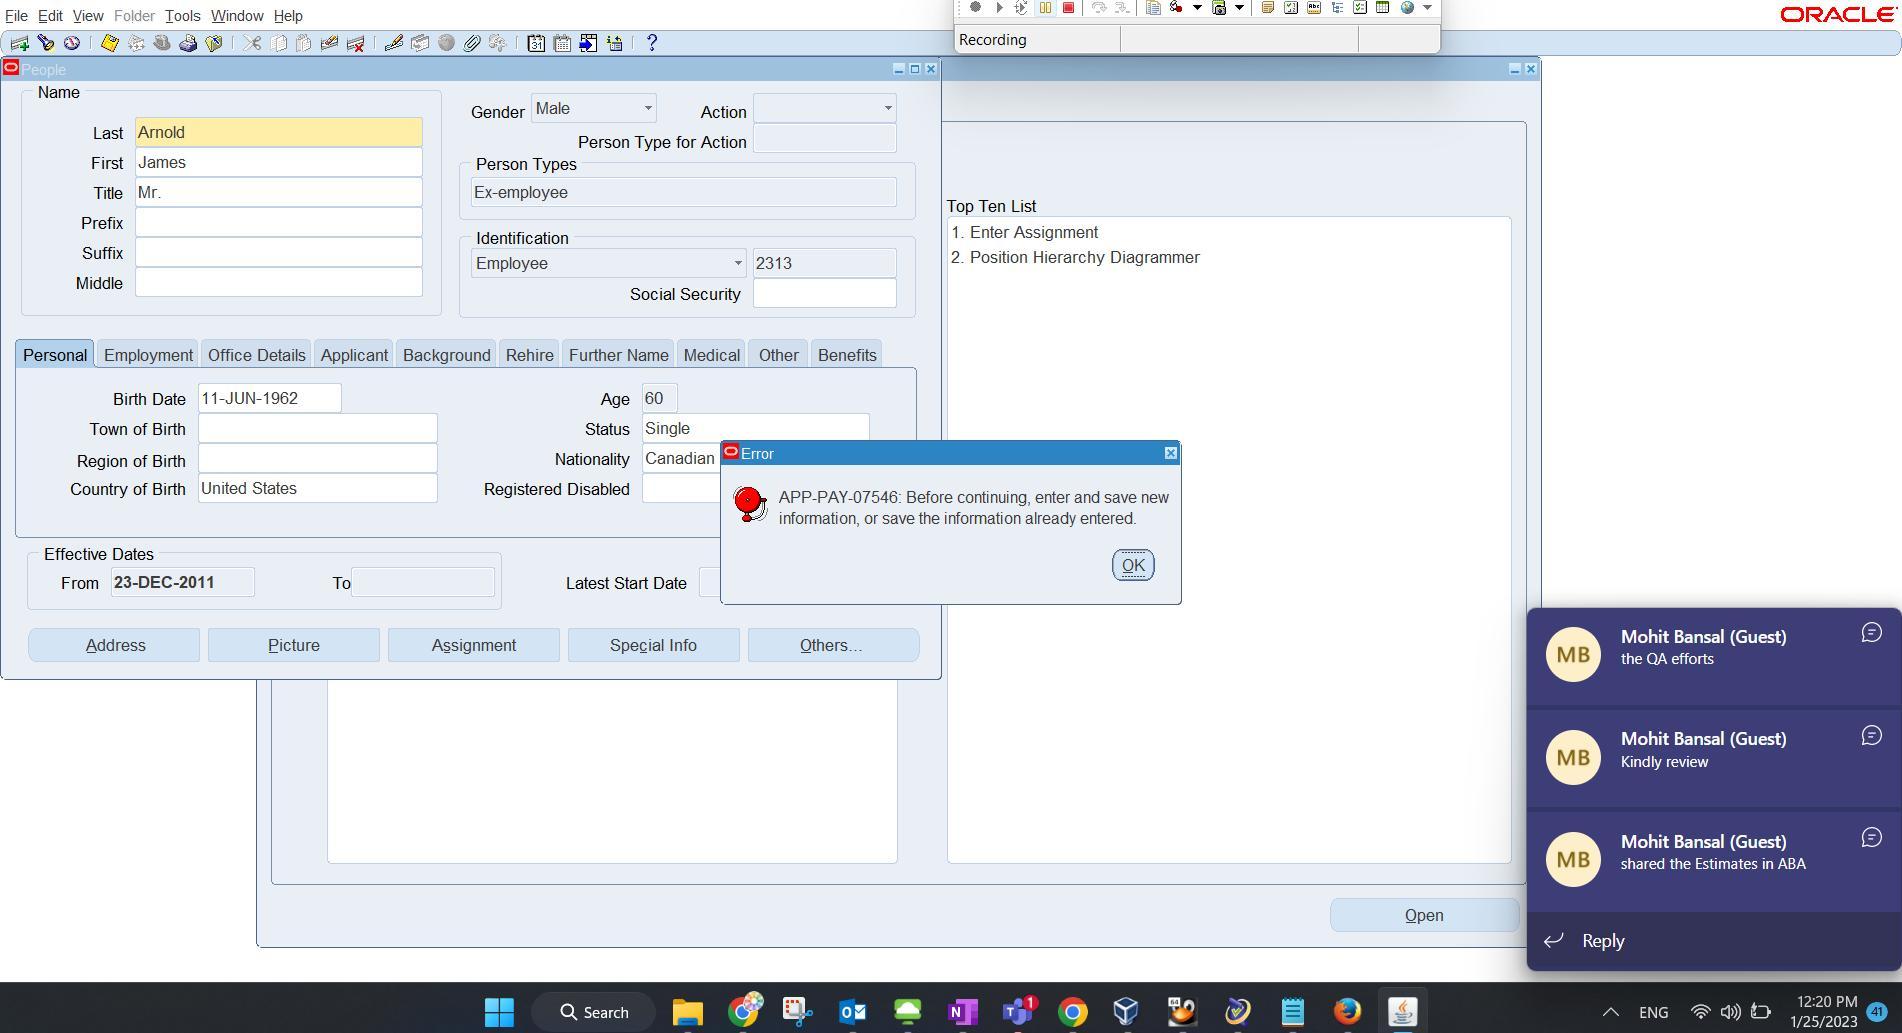 File Edit View Folder Tools Window Help
ORACLE
Recording
People
Name
Last Arnold
First James
Title Mr.
Prefix
Suffix
Middle
Gender Male
Action
Person Type for Action
Person Types
Ex-employee
Identification
Employee 2313
Social Security
Top Ten List
1. Enter Assignment
2. Position Hierarchy Diagrammer
Personal Employment Office Details Applicant Background Rehire Further Name Medical Other Benefits
Birth Date 11-JUN-1962
Age 60
Town of Birth
Status Single
Region of Birth
Nationality Canadian
Country of Birth United States
Registered Disabled
Error
APP-PAY-07546: Before continuing, enter and save new
information, or save the information already entered.
OK
Effective Dates
From 23-DEC-2011 To
Latest Start Date
Address Picture Assignment Special Info Others...
Open
MB
Mohit Bansal (Guest)
the QA efforts
MB
Mohit Bansal (Guest)
Kindly review
MB
Mohit Bansal (Guest)
shared the Estimates in ABA
Reply
Search
1
ENG
12:20 PM
1/25/2023
41